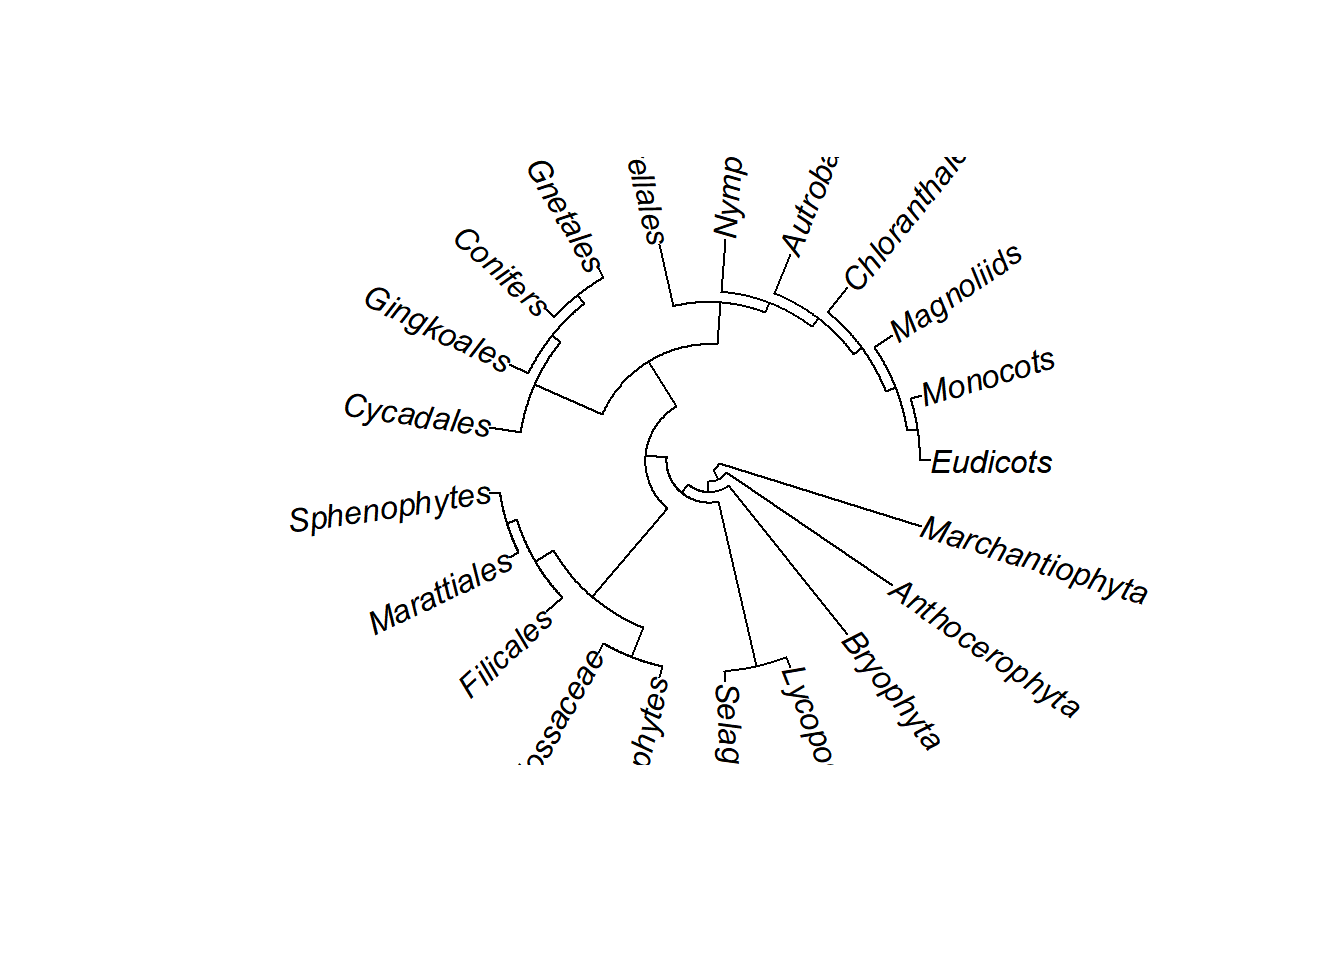 Gnetales
ellales
Nymp
Autroba
Chloranthale
Conifers
Magnoliids
Gingkoales
Monocots
Cycadales
Eudicots
Sphenophytes
Marchantiophyta
Marattiales
Anthocerophyta
Filicales
Bryophyta
ossaceae
phytes
Selag
Lycopo